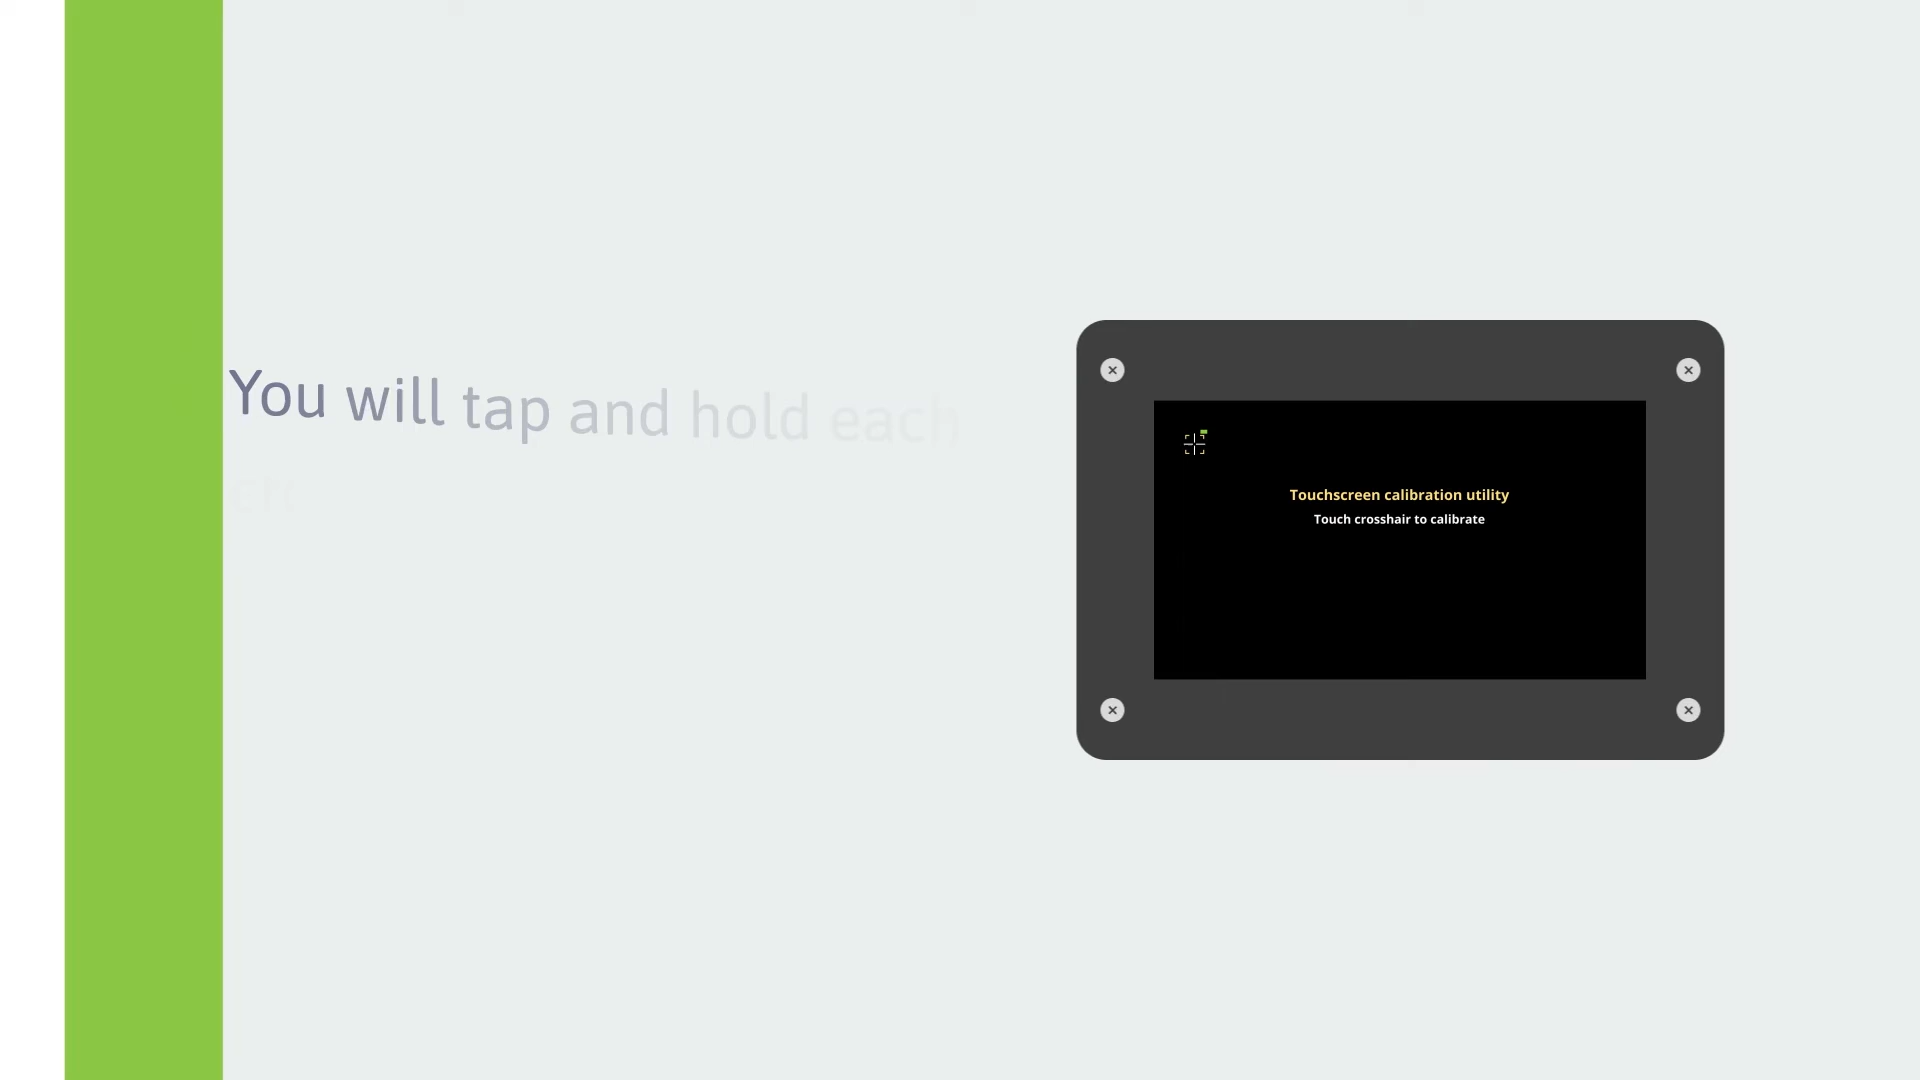 You will tap and hold each
Touchscreen calibration utility
Touch crosshair to calibrate